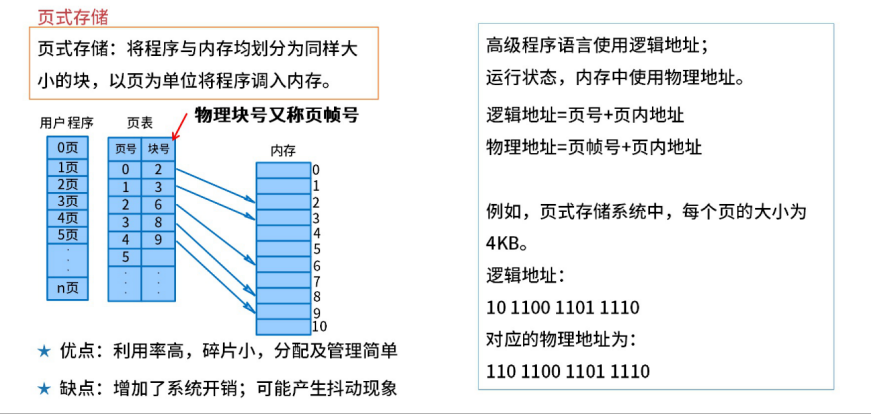 页式存储
页式存储：将程序与内存均划分为同样大
小的块，以页为单位将程序调入内存。
物理块号又称页帧号
用户程序
0页
1页
2页
3页
4页
5页
·
·
·
n页
页表
页号 块号
0 2
1 3
2 6
3 8
4 9
5
· ·
· ·
· ·
内存
0
1
2
3
4
5
6
7
8
9
10
★ 优点：利用率高，碎片小，分配及管理简单
★ 缺点：增加了系统开销；可能产生抖动现象
高级程序语言使用逻辑地址；
运行状态，内存中使用物理地址。
逻辑地址=页号+页内地址
物理地址=页帧号+页内地址
例如，页式存储系统中，每个页的大小为
4KB。
逻辑地址：
10 1100 1101 1110
对应的物理地址为：
110 1100 1101 1110